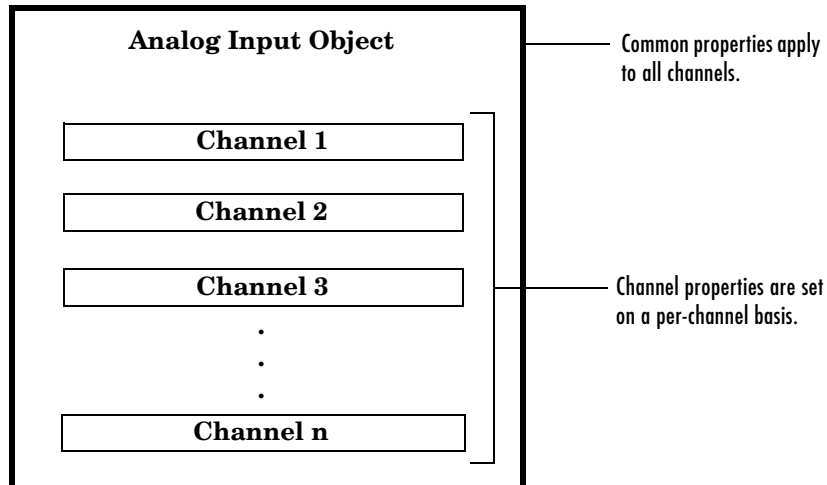 Analog Input Object
Common properties apply
to all channels.
Channel 1
Channel 2
Channel 3
Channel properties are set
on a per-channel basis.
.
.
.
Channel n